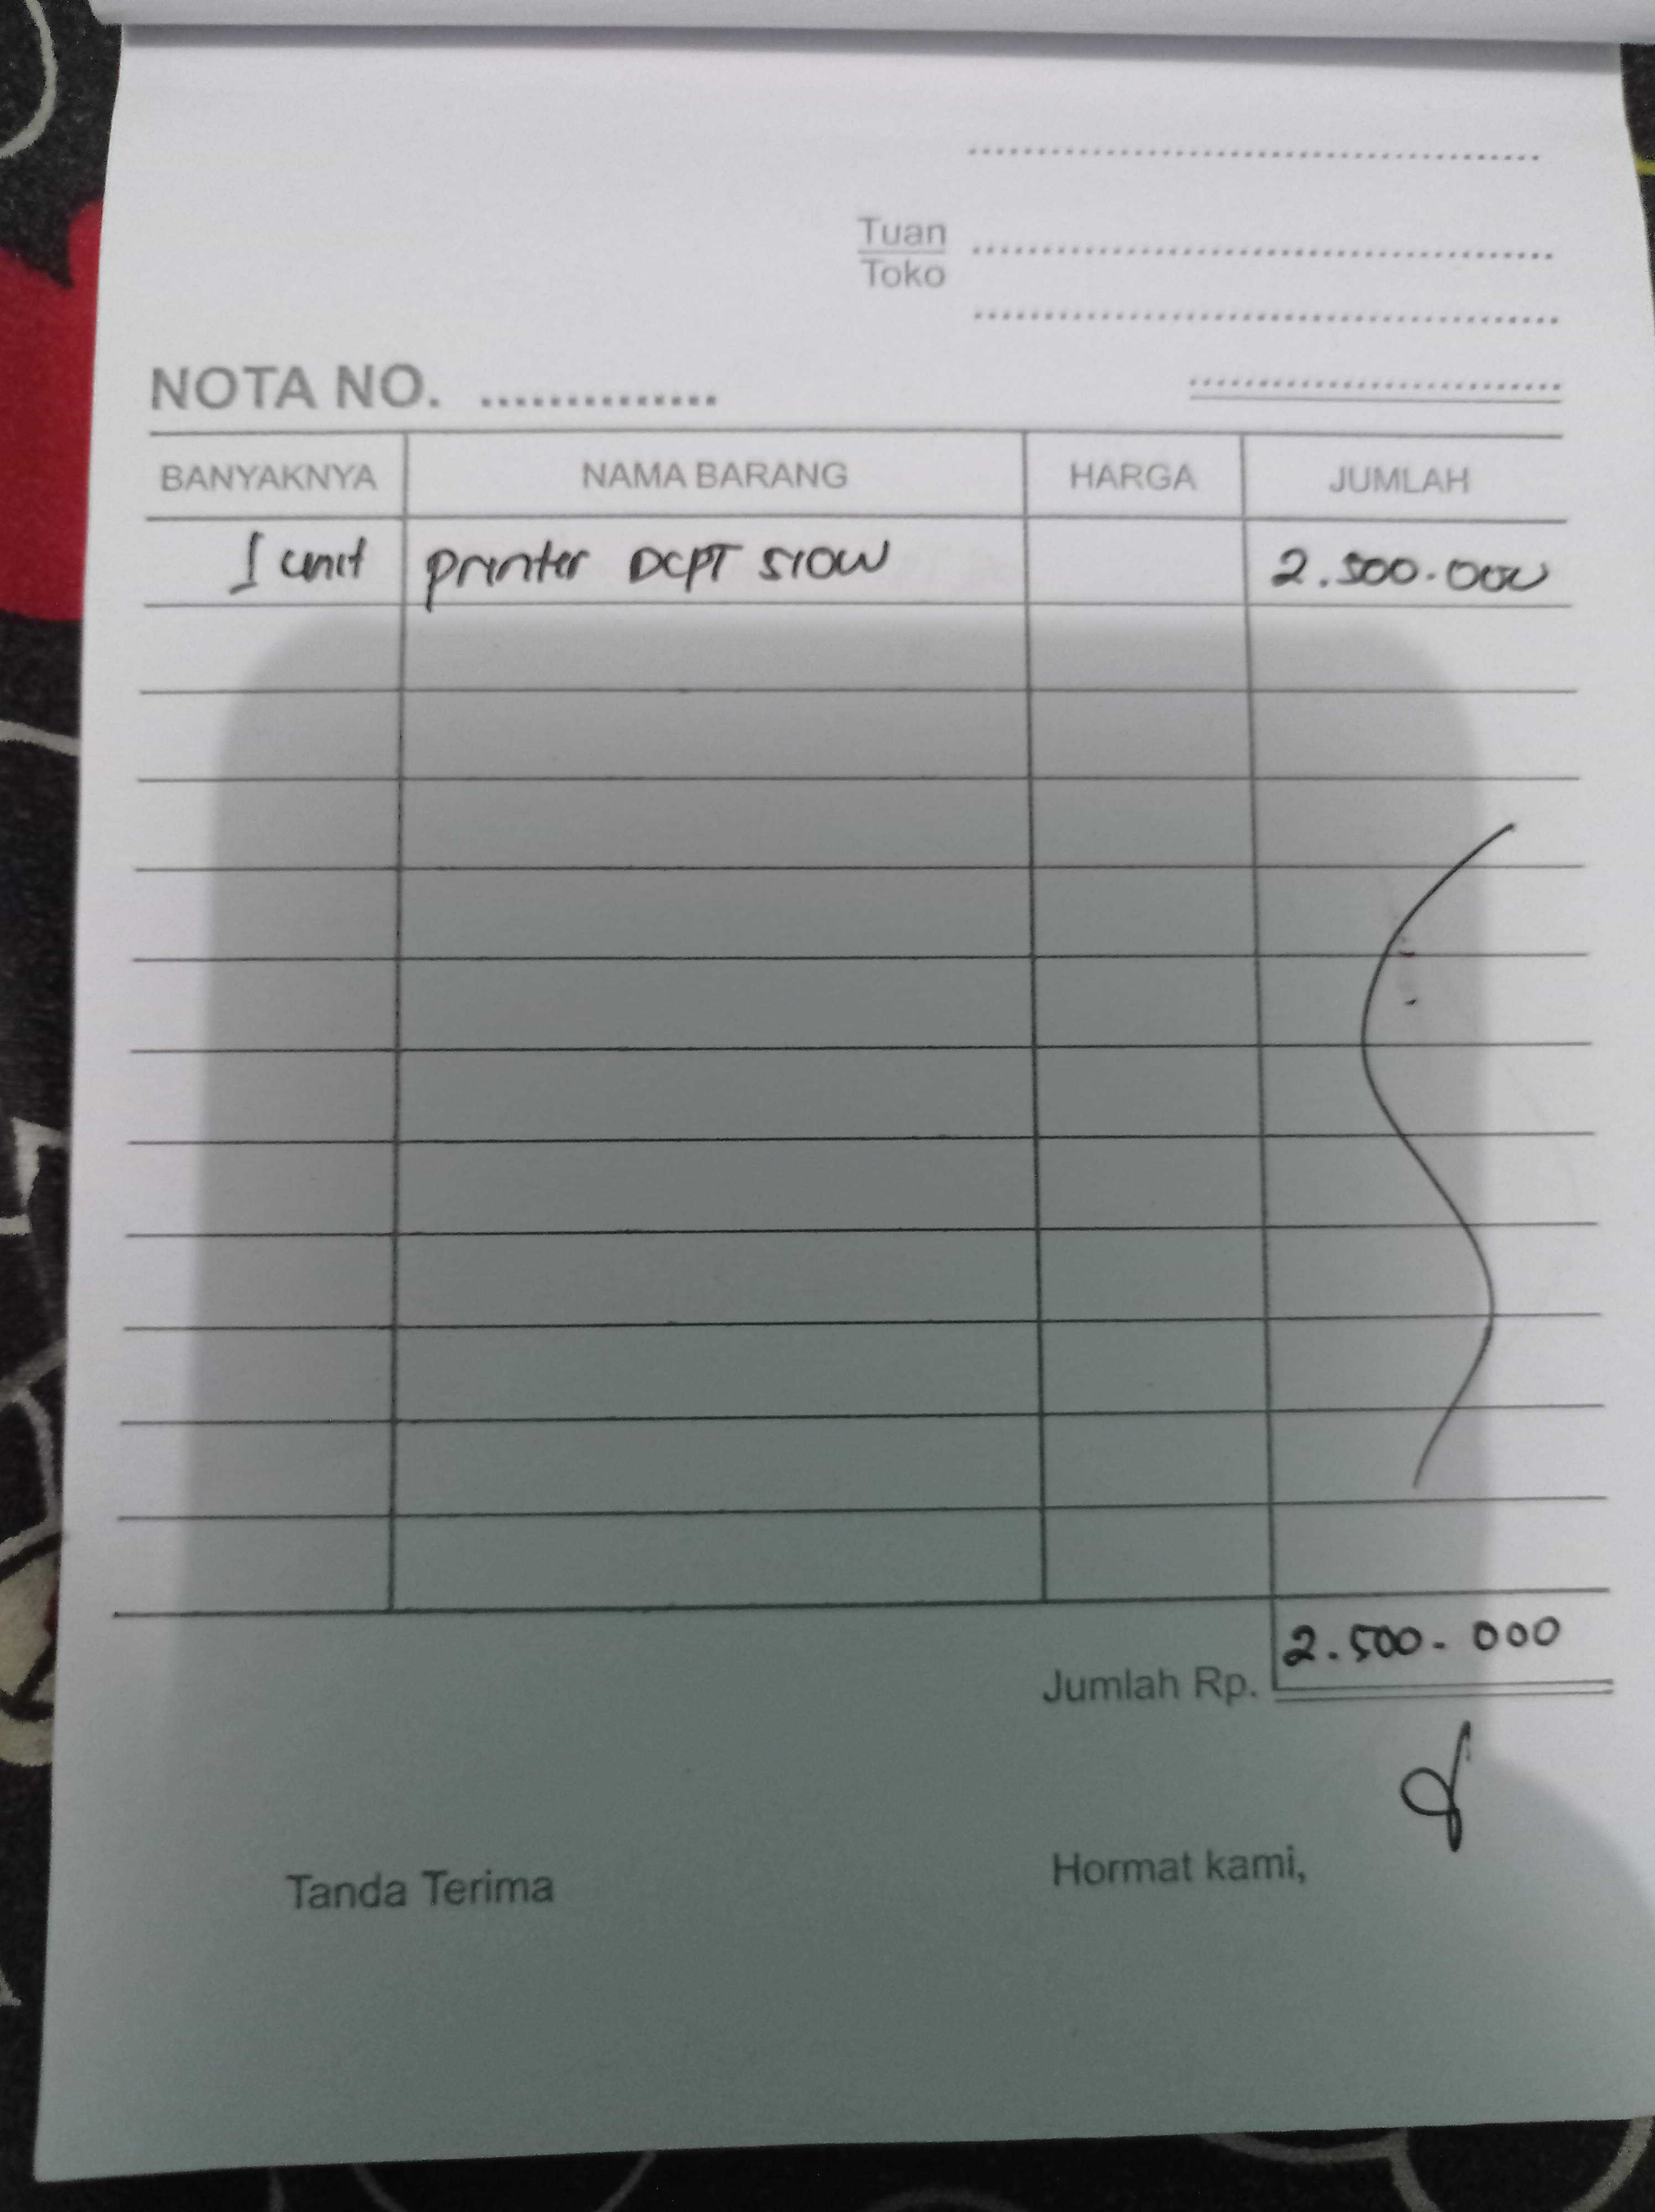 Tuan
Toko
NOTA NO. ..............
BANYAKNYA NAMA BARANG HARGA JUMLAH
1 unit printer DCPT 510W 2.500.000
Jumlah Rp. 2.500.000
Tanda Terima Hormat kami,